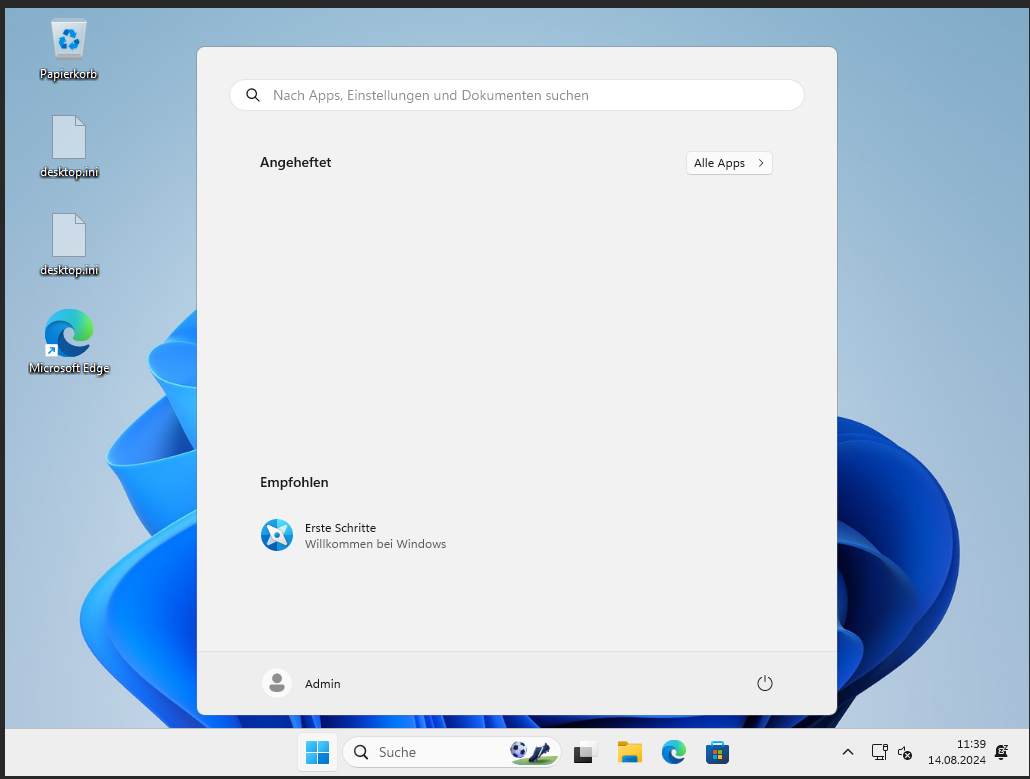 Papierkorb
desktop.ini
desktop.ini
Microsoft Edge
Nach Apps, Einstellungen und Dokumenten suchen
Angeheftet
Alle Apps
Empfohlen
Erste Schritte
Willkommen bei Windows
Admin
Suche
11:39
14.08.2024